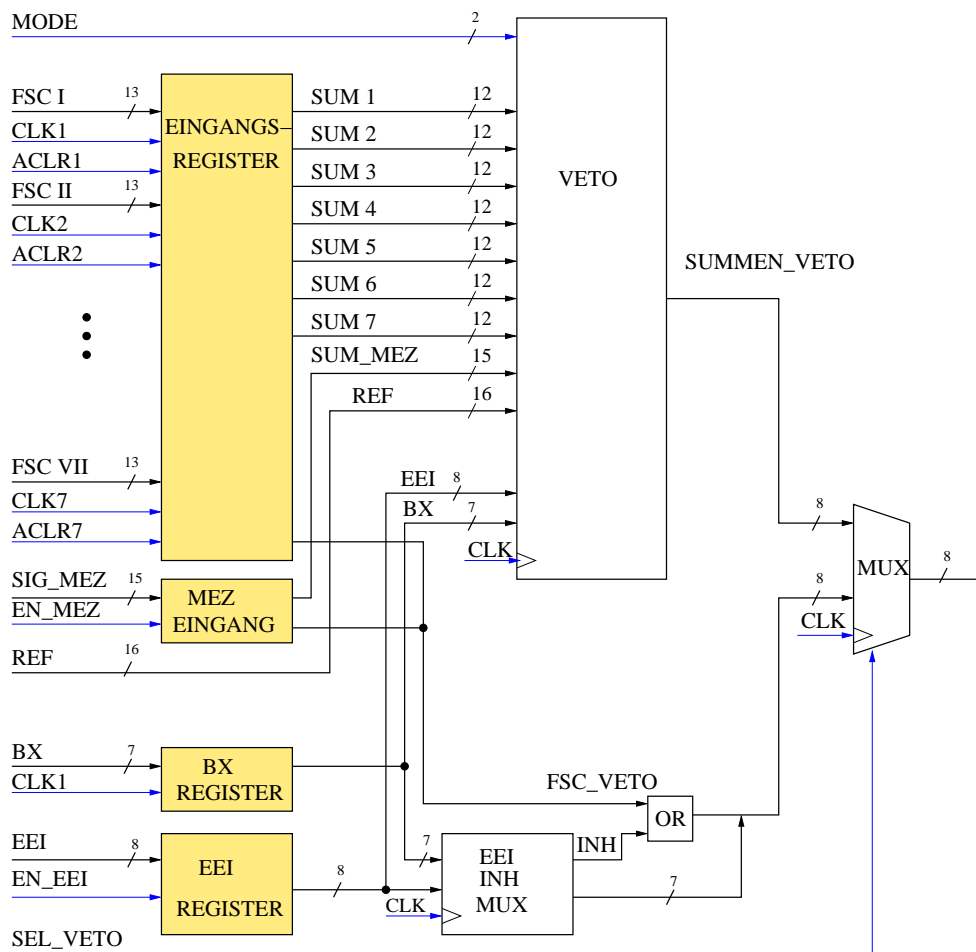 MODE
2
FSC I
13
CLK1
ACLR1
FSC II
13
CLK2
ACLR2
FSC VII
13
CLK7
ACLR7
EINGANGS–
REGISTER
SUM 1
12
SUM 2
12
SUM 3
12
SUM 4
12
SUM 5
12
SUM 6
12
SUM 7
12
SUM_MEZ
15
REF
16
EEI
8
BX
7
CLK
VETO
SUMMEN_VETO
8
8
CLK
MUX
8
SIG_MEZ
15
EN_MEZ
MEZ
EINGANG
REF
16
BX
7
CLK1
BX
REGISTER
FSC_VETO
OR
INH
EEI
8
EN_EEI
EEI
REGISTER
8
7
CLK
EEI
INH
MUX
7
SEL_VETO